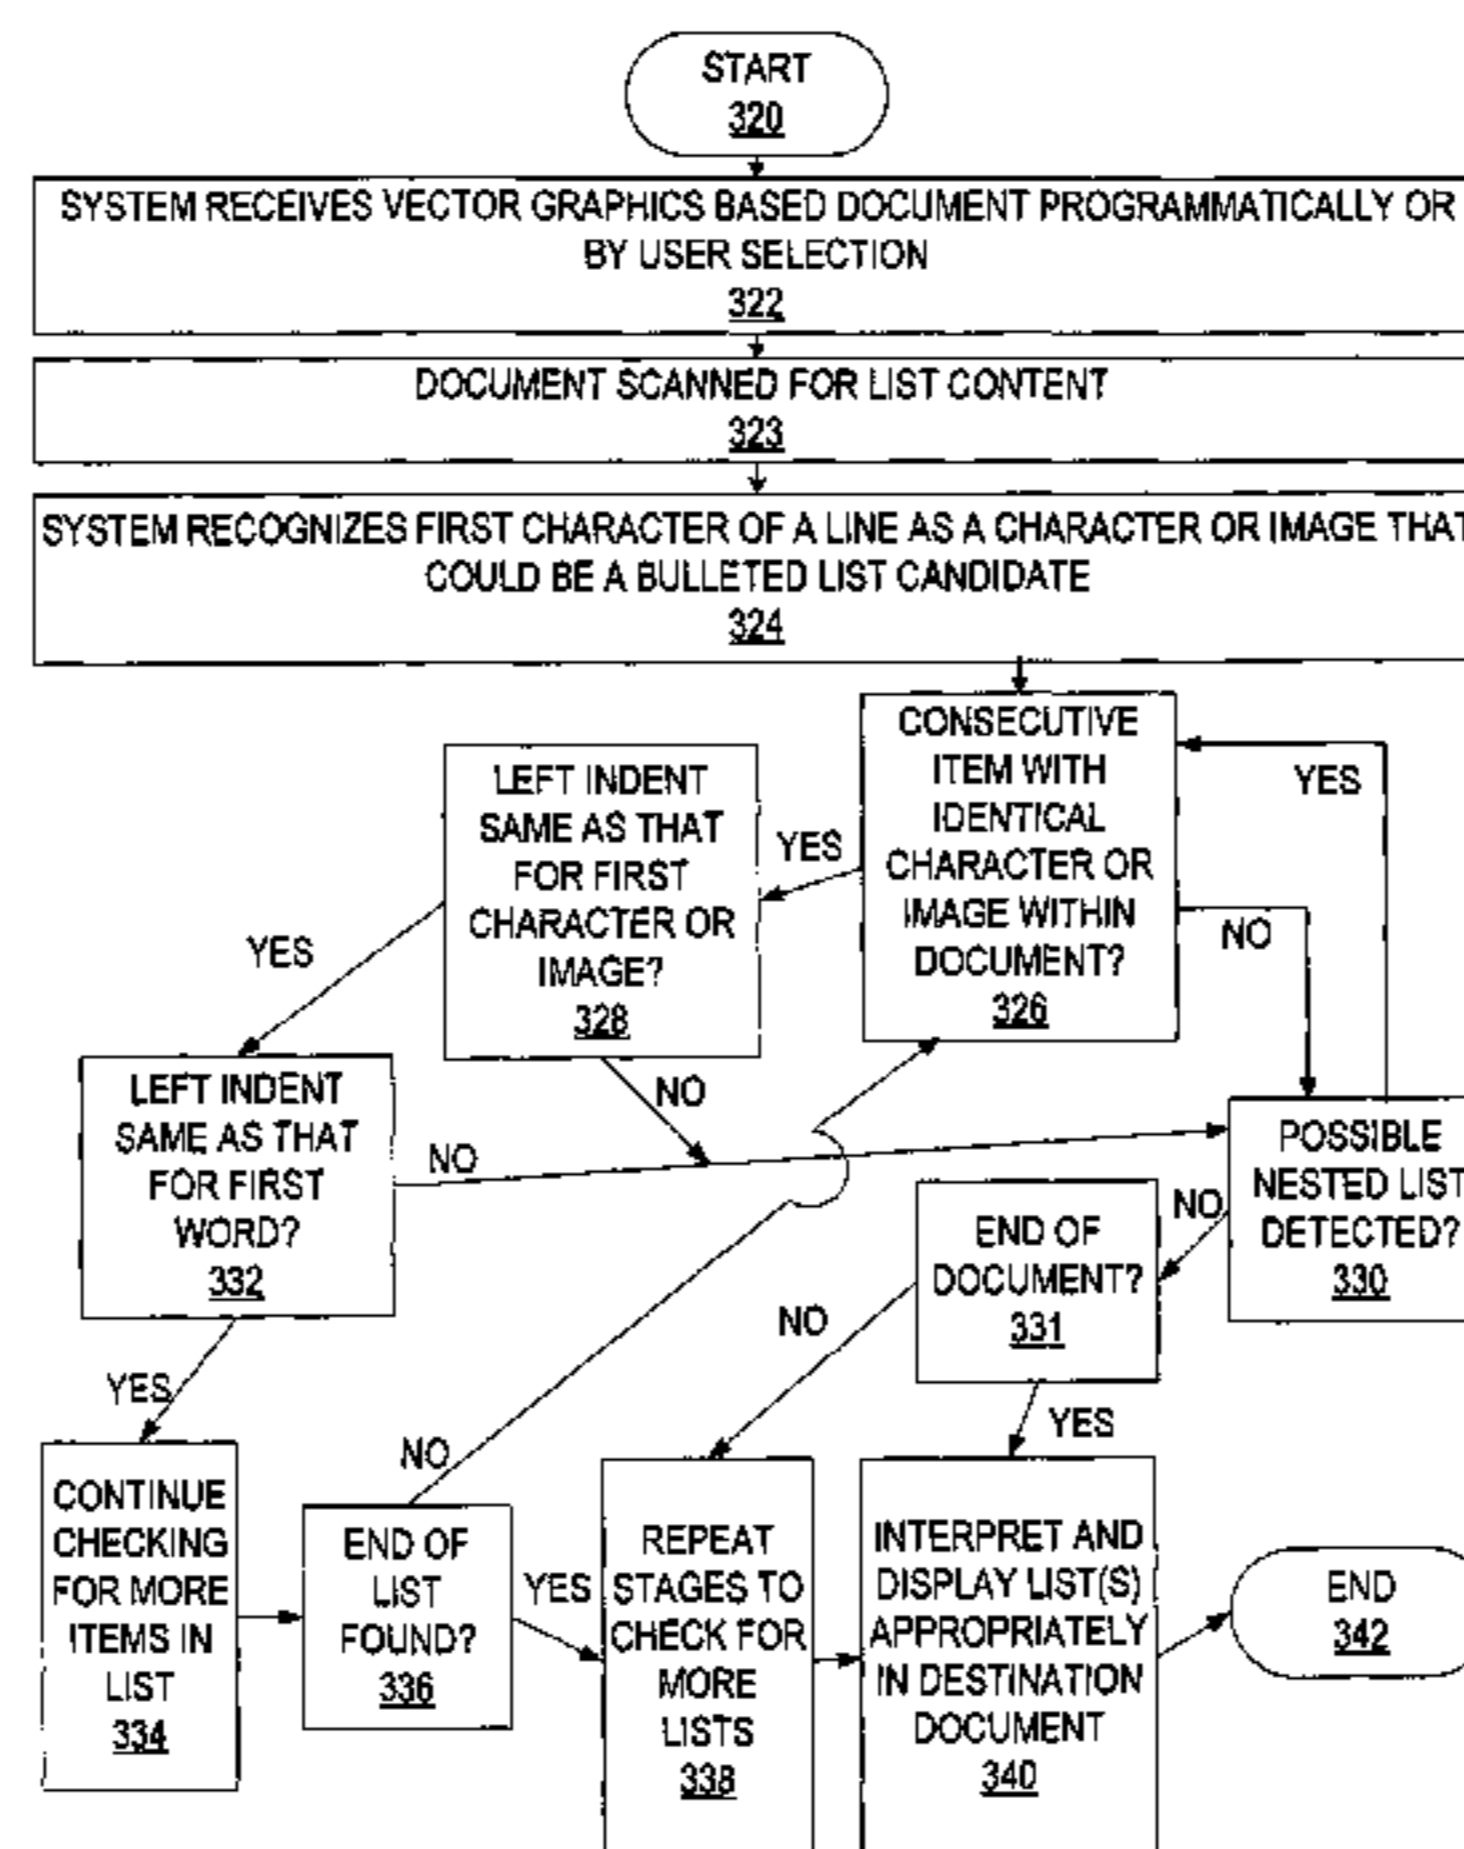 START
320
SYSTEM RECEIVES VECTOR GRAPHICS BASED DOCUMENT PROGRAMMATICALLY OR
BY USER SELECTION
322
DOCUMENT SCANNED FOR LIST CONTENT
323
SYSTEM RECOGNIZES FIRST CHARACTER OF A LINE AS A CHARACTER OR IMAGE THAT
COULD BE A BULLETED LIST CANDIDATE
324
CONSECUTIVE
ITEM WITH
IDENTICAL
CHARACTER OR
IMAGE WITHIN
DOCUMENT?
326
YES
NO
YES
LEFT INDENT
SAME AS THAT
FOR FIRST
CHARACTER OR
IMAGE?
328
YES
NO
LEFT INDENT
SAME AS THAT
FOR FIRST
WORD?
332
NO
YES
POSSIBLE
NESTED LIST
DETECTED?
330
NO
END OF
DOCUMENT?
331
NO
YES
CONTINUE
CHECKING
FOR MORE
ITEMS IN
LIST
334
NO
END OF
LIST
FOUND?
336
YES
REPEAT
STAGES TO
CHECK FOR
MORE
LISTS
338
INTERPRET AND
DISPLAY LIST(S)
APPROPRIATELY
IN DESTINATION
DOCUMENT
340
END
342